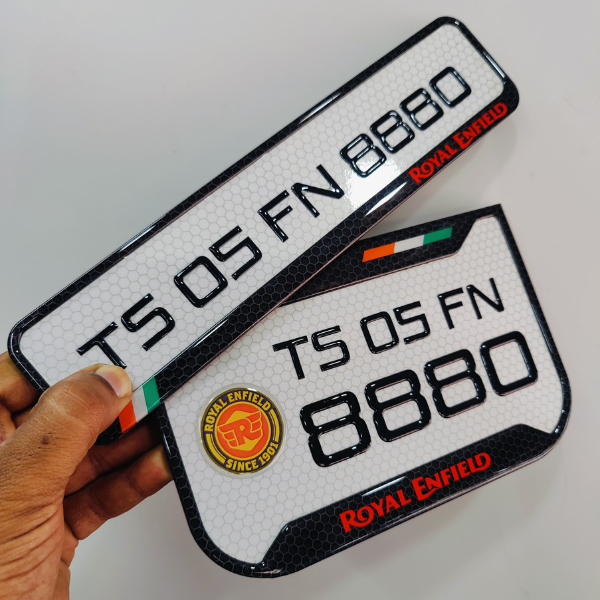 TS 05 FN 8880
ROYAL ENFIELD
TS 05 FN
8880
ROYAL ENFIELD
R
SINCE 1901
ROYAL ENFIELD